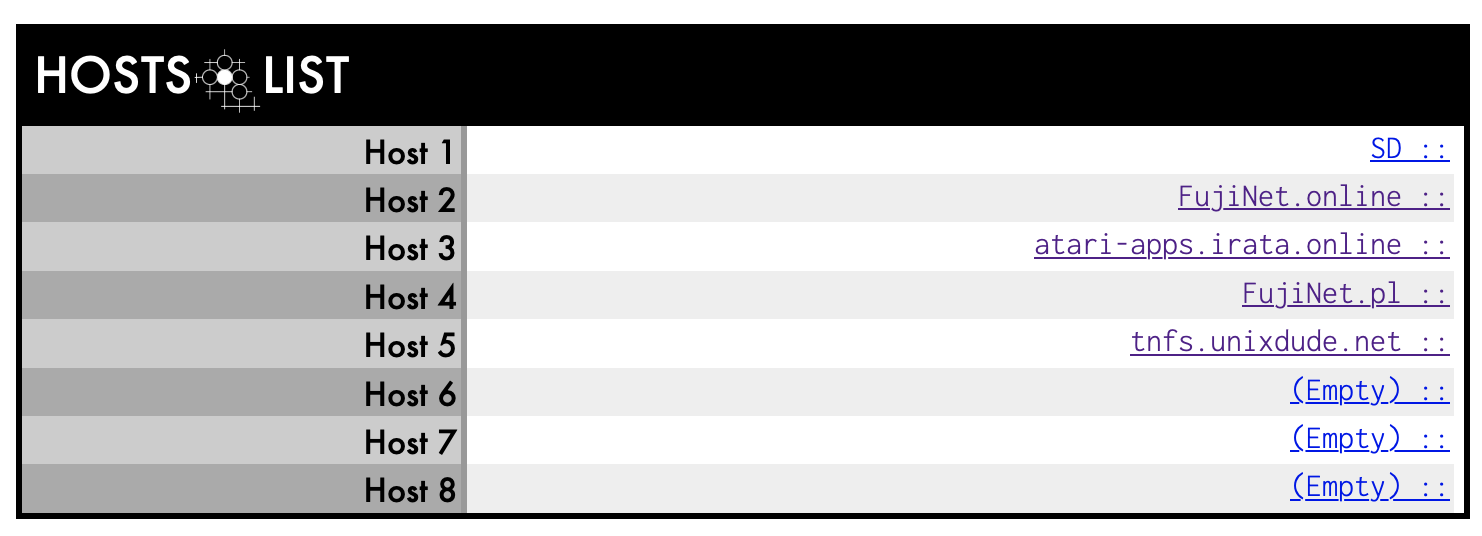 HOSTS LIST
Host 1 SD ::
Host 2 FujiNet.online ::
Host 3 atari-apps.irata.online ::
Host 4 FujiNet.pl ::
Host 5 tnfs.unixdude.net ::
Host 6 (Empty) ::
Host 7 (Empty) ::
Host 8 (Empty) ::